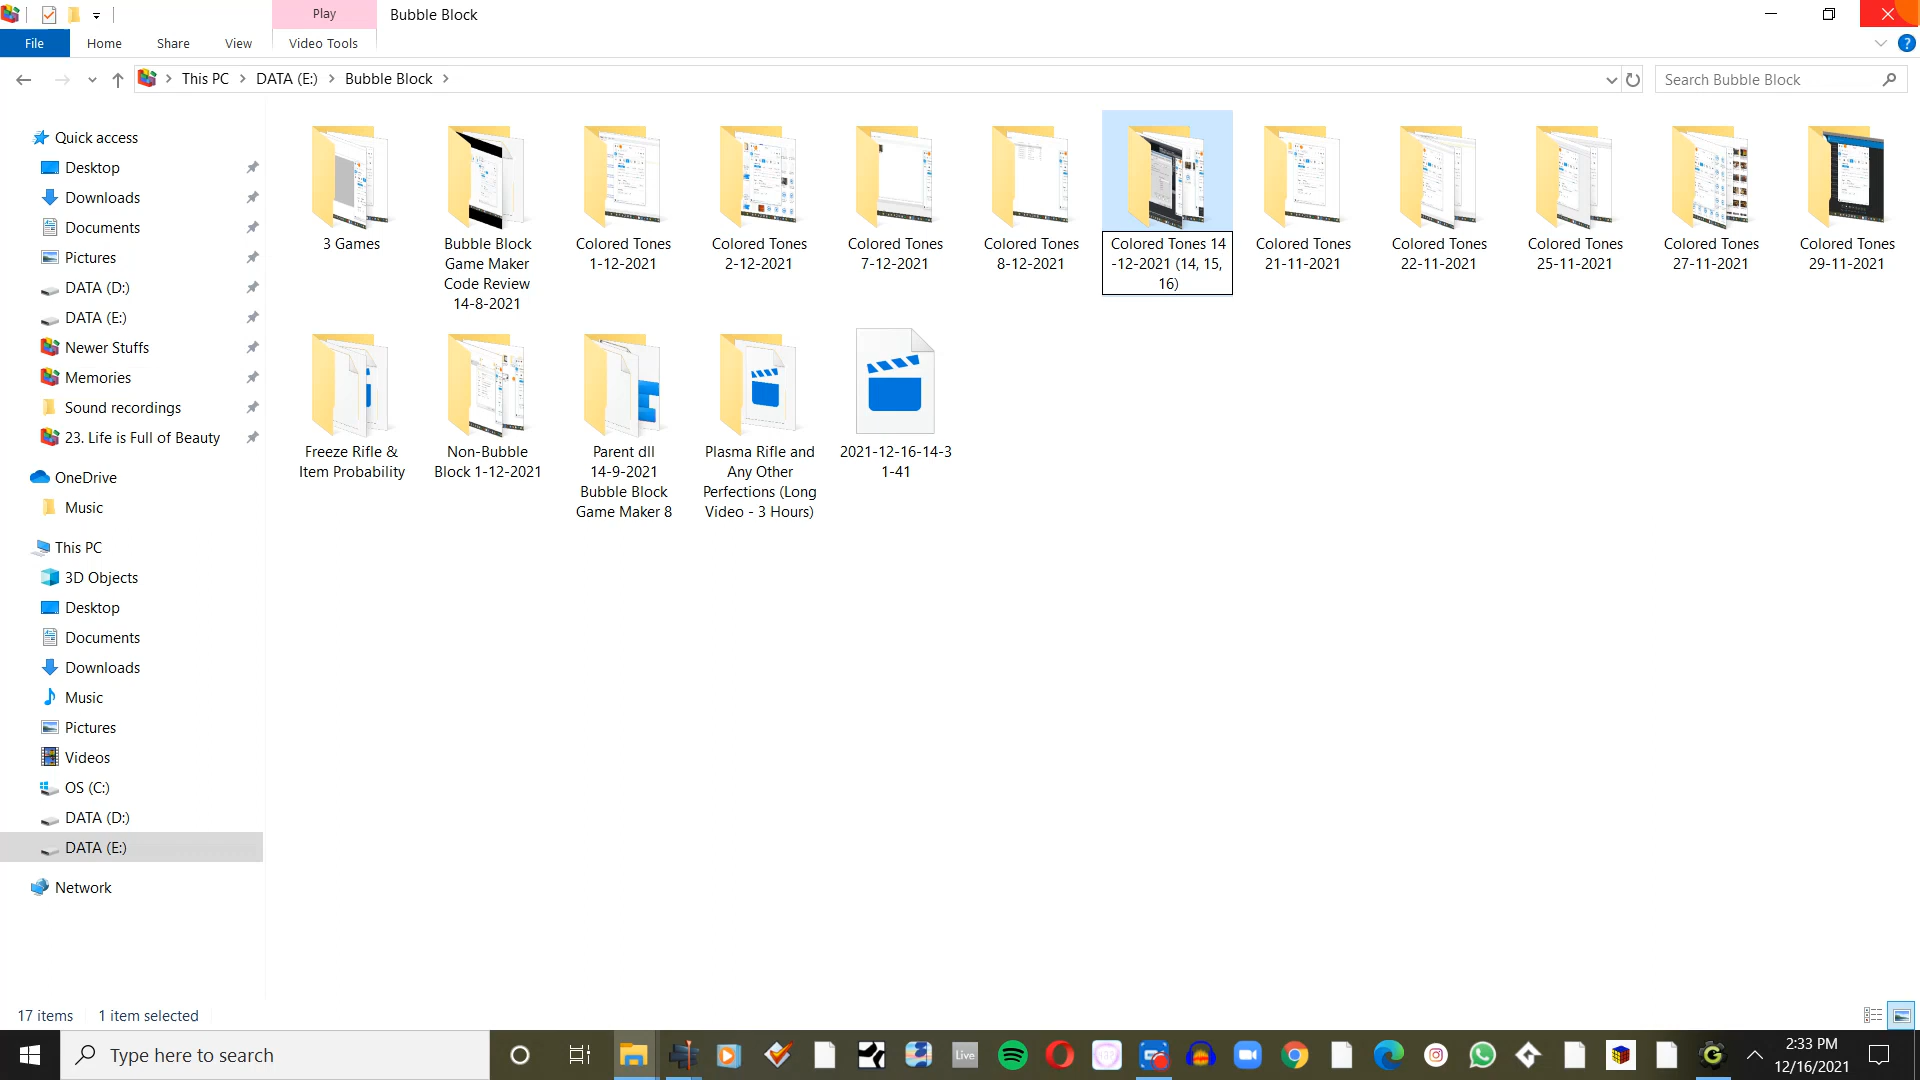 Play
Bubble Block
File
Home
Share
View
Video Tools
This PC
DATA (E:)
Bubble Block
Search Bubble Block
Quick access
Desktop
Downloads
Documents
Pictures
DATA (D:)
DATA (E:)
Newer Stuffs
Memories
Sound recordings
23. Life is Full of Beauty
OneDrive
Music
This PC
3D Objects
Desktop
Documents
Downloads
Music
Pictures
Videos
OS (C:)
DATA (D:)
DATA (E:)
Network
3 Games
Bubble Block
Game Maker
Code Review
14-8-2021
Colored Tones
1-12-2021
Colored Tones
2-12-2021
Colored Tones
7-12-2021
Colored Tones
8-12-2021
Colored Tones 14
-12-2021 (14, 15,
16)
Colored Tones
21-11-2021
Colored Tones
22-11-2021
Colored Tones
25-11-2021
Colored Tones
27-11-2021
Colored Tones
29-11-2021
Freeze Rifle &
Item Probability
Non-Bubble
Block 1-12-2021
Parent dll
14-9-2021
Bubble Block
Game Maker 8
Plasma Rifle and
Any Other
Perfections (Long
Video - 3 Hours)
2021-12-16-14-3
1-41
17 items
1 item selected
Type here to search
Live
2:33 PM
12/16/2021